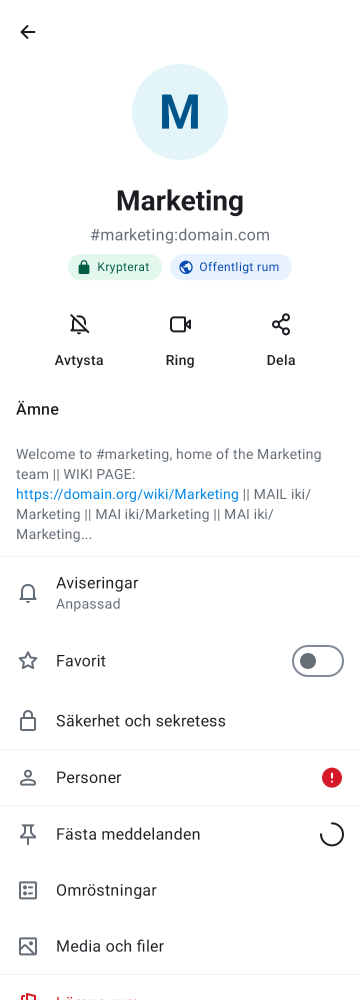 M
Marketing
#marketing:domain.com
Krypterat
Offentligt rum
Avtysta
Ring
Dela
Ämne
Welcome to #marketing, home of the Marketing
team || WIKI PAGE:
https://domain.org/wiki/Marketing || MAIL iki/
Marketing || MAI iki/Marketing || MAI iki/
Marketing...
Aviseringar
Anpassad
Favorit
Säkerhet och sekretess
Personer
Fästa meddelanden
Omröstningar
Media och filer